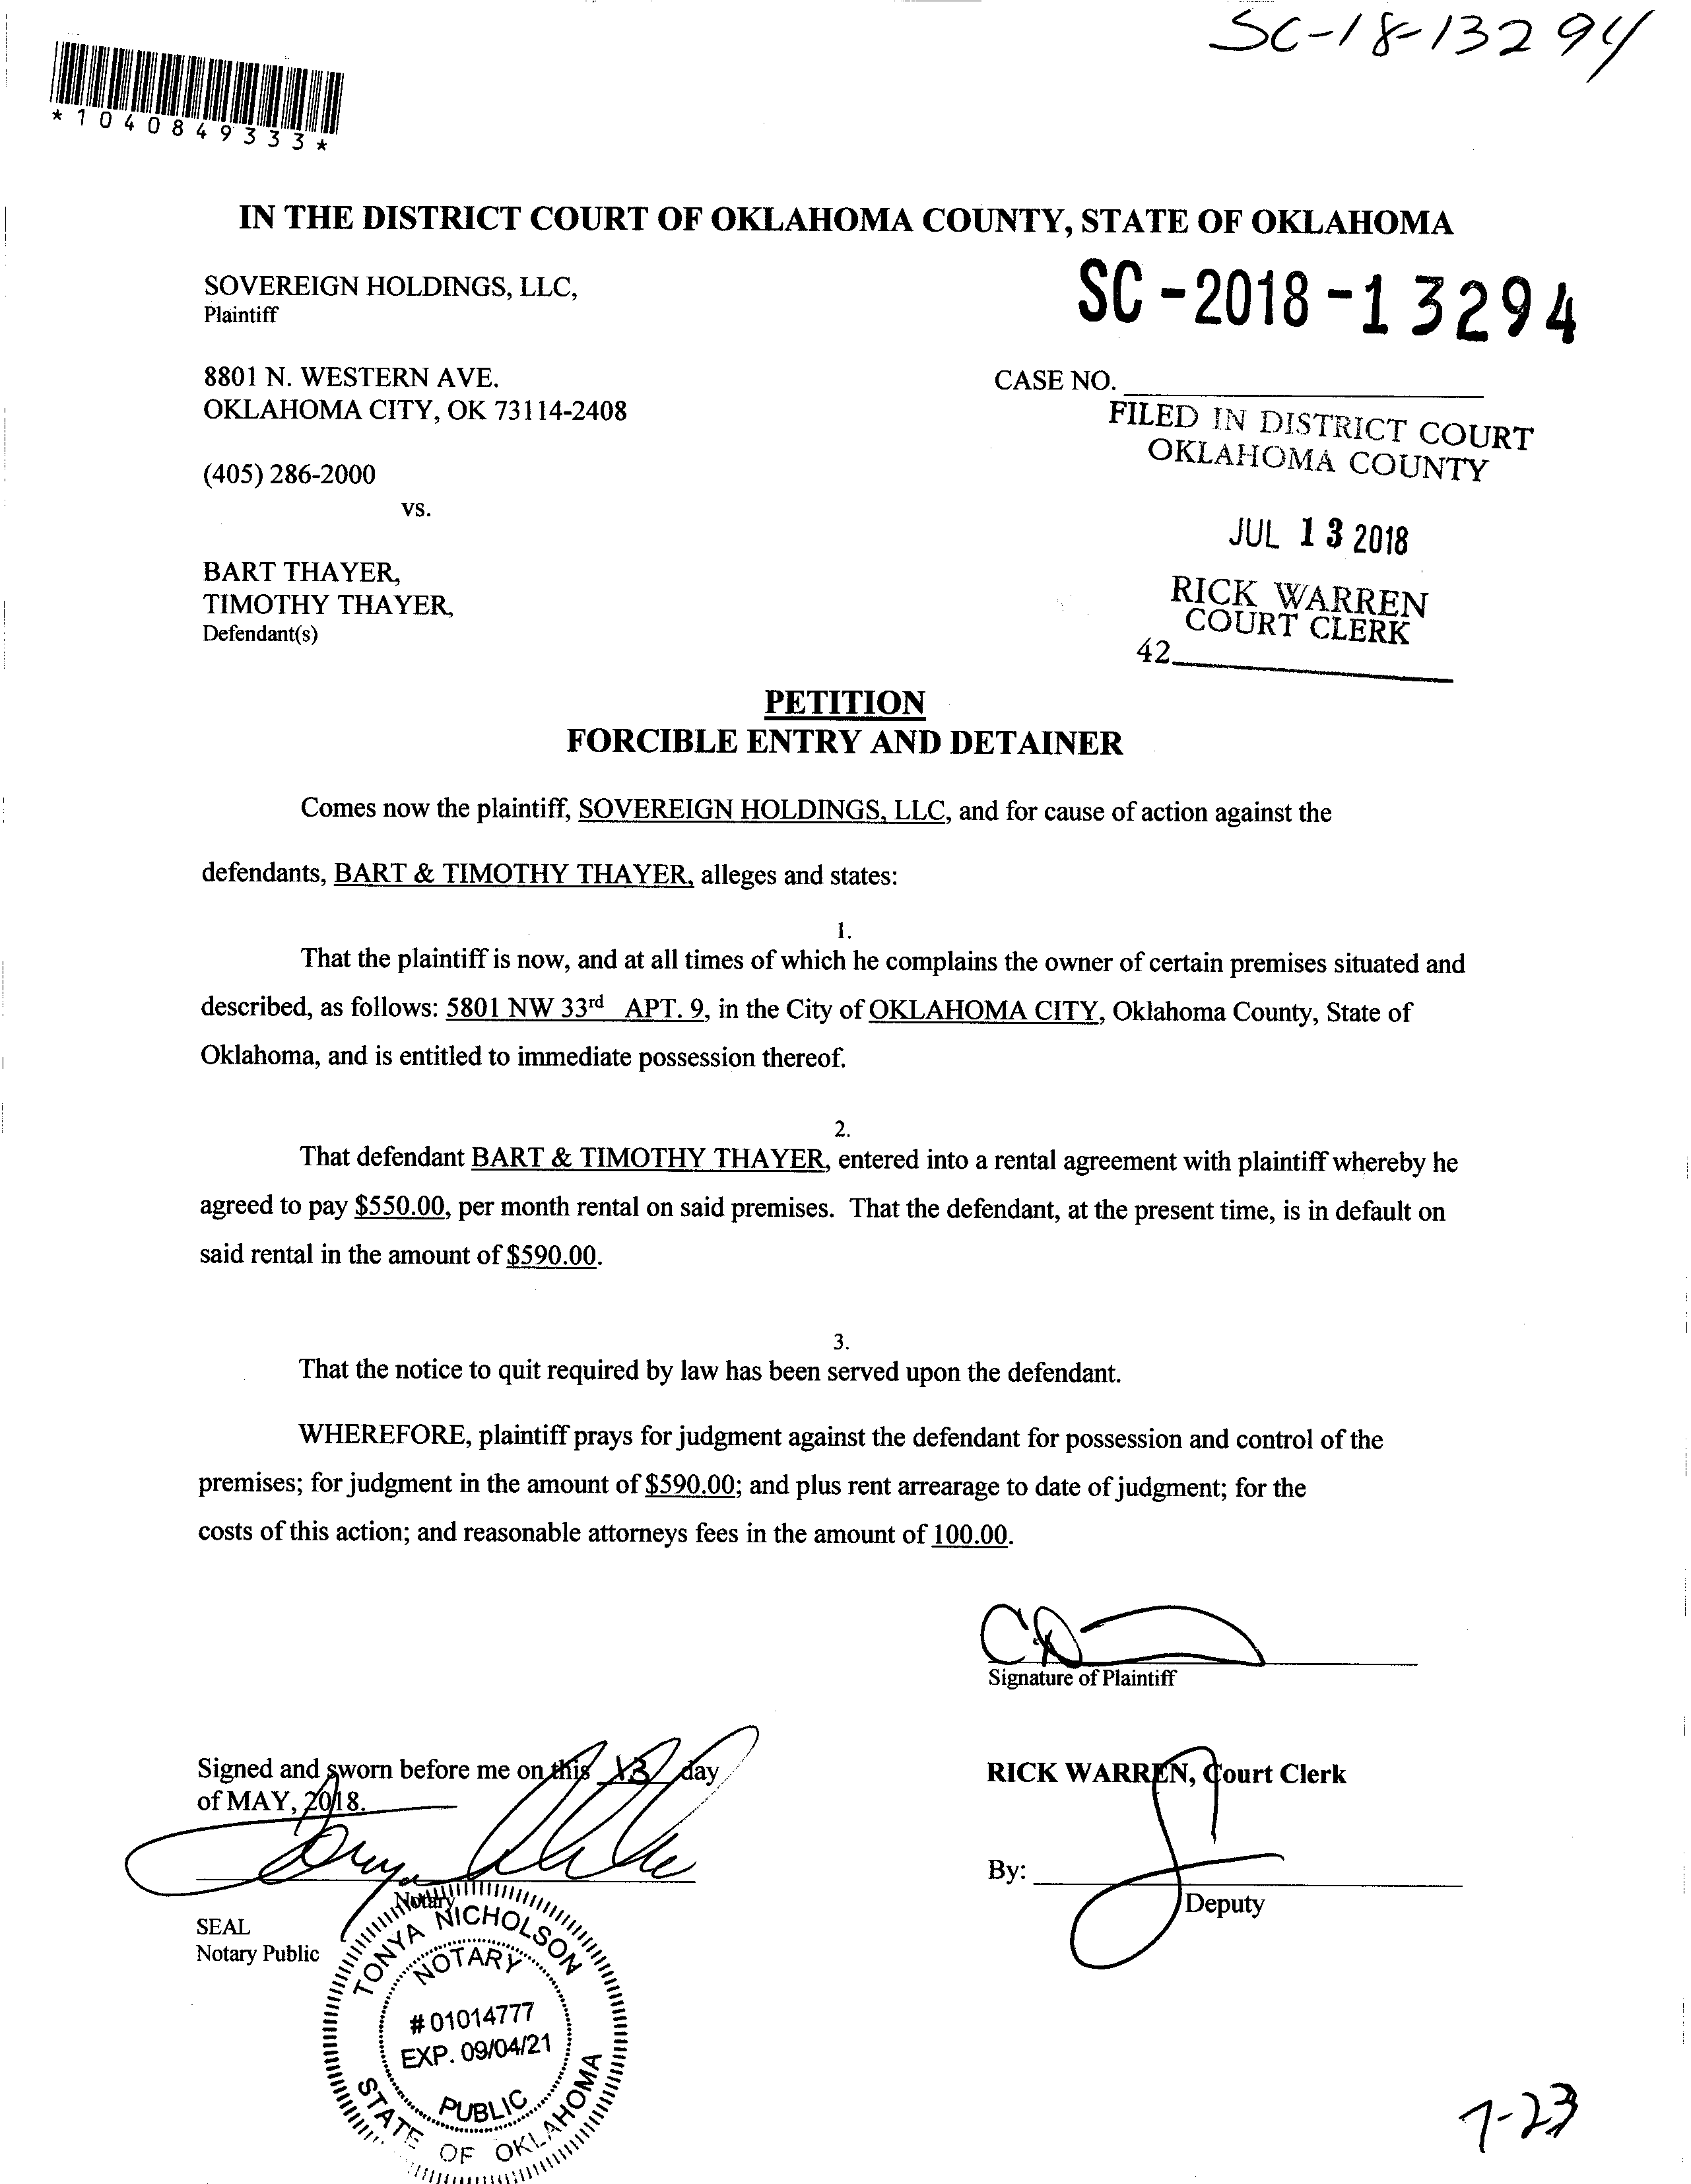 SC-18-13294
*1040849333*
IN THE DISTRICT COURT OF OKLAHOMA COUNTY, STATE OF OKLAHOMA
SOVEREIGN HOLDINGS, LLC,
Plaintiff
SC-2018-13294
8801 N. WESTERN AVE.
OKLAHOMA CITY, OK 73114-2408
CASE NO.
FILED IN DISTRICT COURT
OKLAHOMA COUNTY
(405) 286-2000
vs.
JUL 13 2018
BART THAYER,
TIMOTHY THAYER,
Defendant(s)
RICK WARREN
COURT CLERK
42
PETITION
FORCIBLE ENTRY AND DETAINER
Comes now the plaintiff, SOVEREIGN HOLDINGS, LLC, and for cause of action against the
defendants, BART & TIMOTHY THAYER, alleges and states:
1.
That the plaintiff is now, and at all times of which he complains the owner of certain premises situated and
described, as follows: 5801 NW 33rd APT. 9, in the City of OKLAHOMA CITY, Oklahoma County, State of
Oklahoma, and is entitled to immediate possession thereof.
2.
That defendant BART & TIMOTHY THAYER, entered into a rental agreement with plaintiff whereby he
agreed to pay $550.00, per month rental on said premises. That the defendant, at the present time, is in default on
said rental in the amount of $590.00.
3.
That the notice to quit required by law has been served upon the defendant.
WHEREFORE, plaintiff prays for judgment against the defendant for possession and control of the
premises; for judgment in the amount of $590.00; and plus rent arrearage to date of judgment; for the
costs of this action; and reasonable attorneys fees in the amount of 100.00.
Signature of Plaintiff
Signed and sworn before me on this 13 day
of MAY, 2018.
RICK WARREN, Court Clerk
By:
Deputy
Notary
SEAL
Notary Public
TONYA NICHOLSON
NOTARY
# 01014777
EXP. 09/04/21
PUBLIC
STATE OF OKLAHOMA
7-23